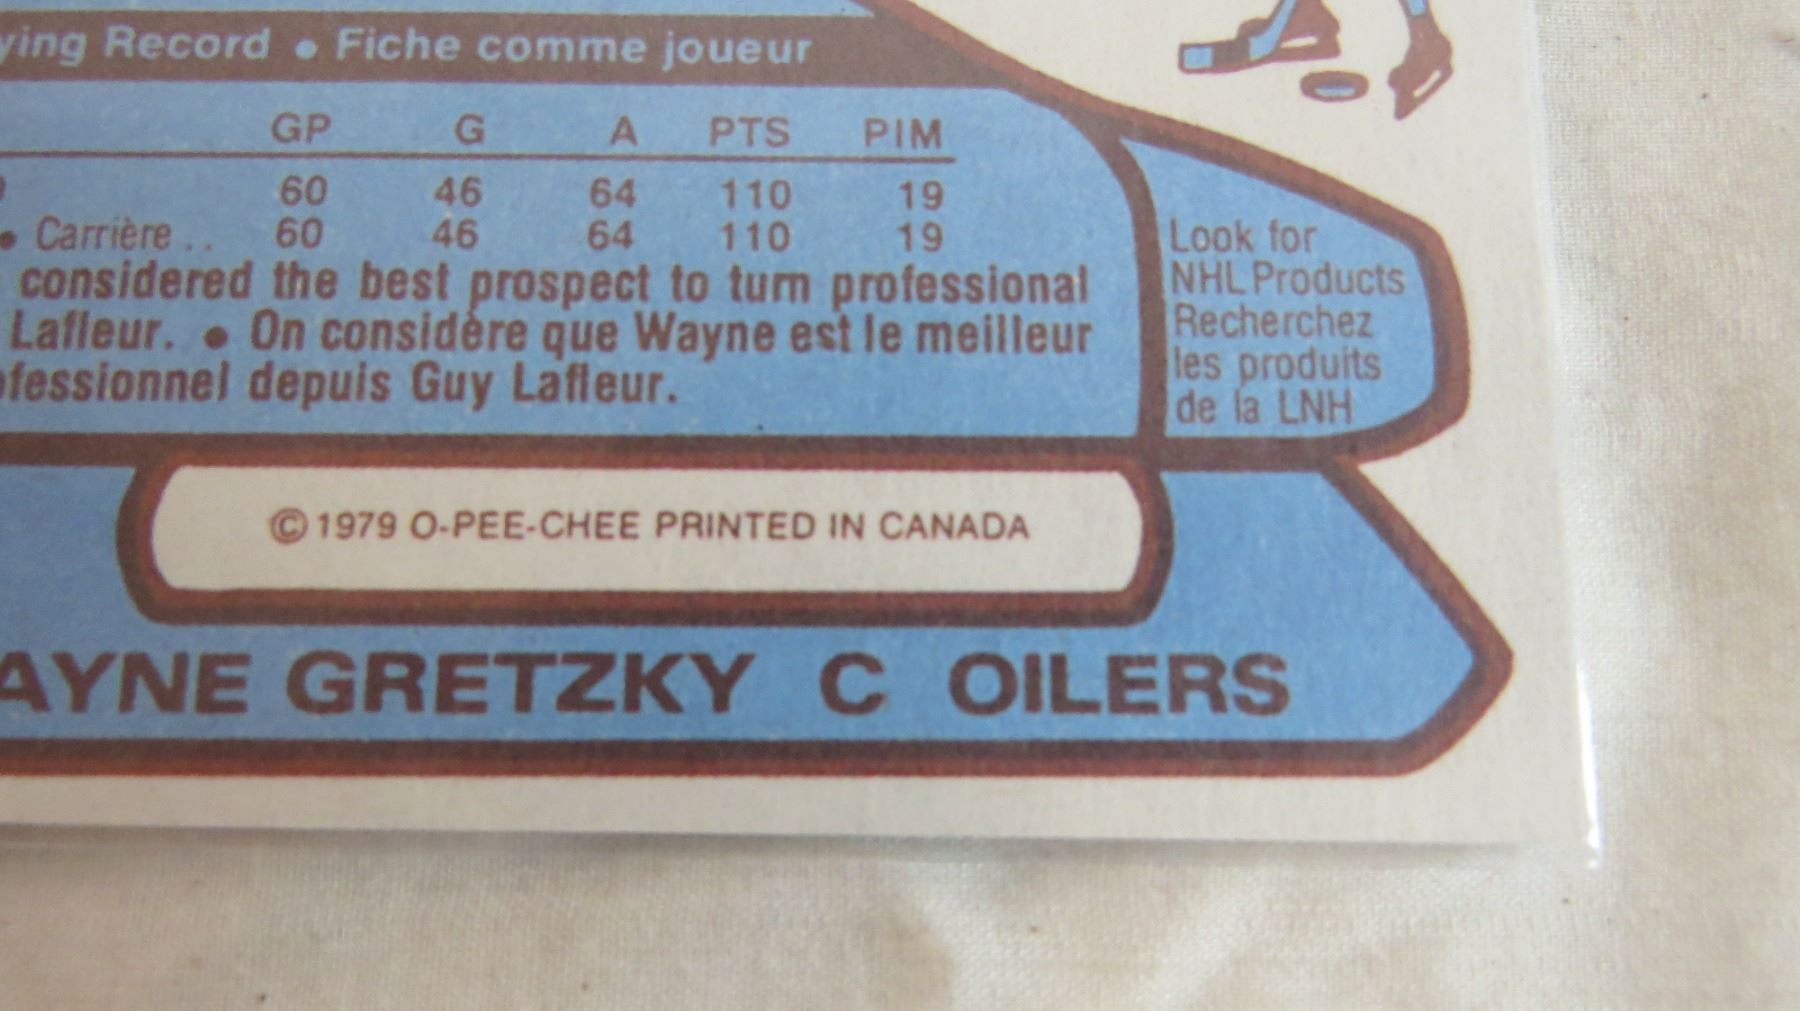 ying Record • Fiche comme joueur
GP G A PTS PIM
60 46 64 110 19
• Carrière .. 60 46 64 110 19
considered the best prospect to turn professional
Lafleur. • On considère que Wayne est le meilleur
ofessionnel depuis Guy Lafleur.
Look for
NHL Products
Recherchez
les produits
de la LNH
© 1979 O-PEE-CHEE PRINTED IN CANADA
AYNE GRETZKY C OILERS